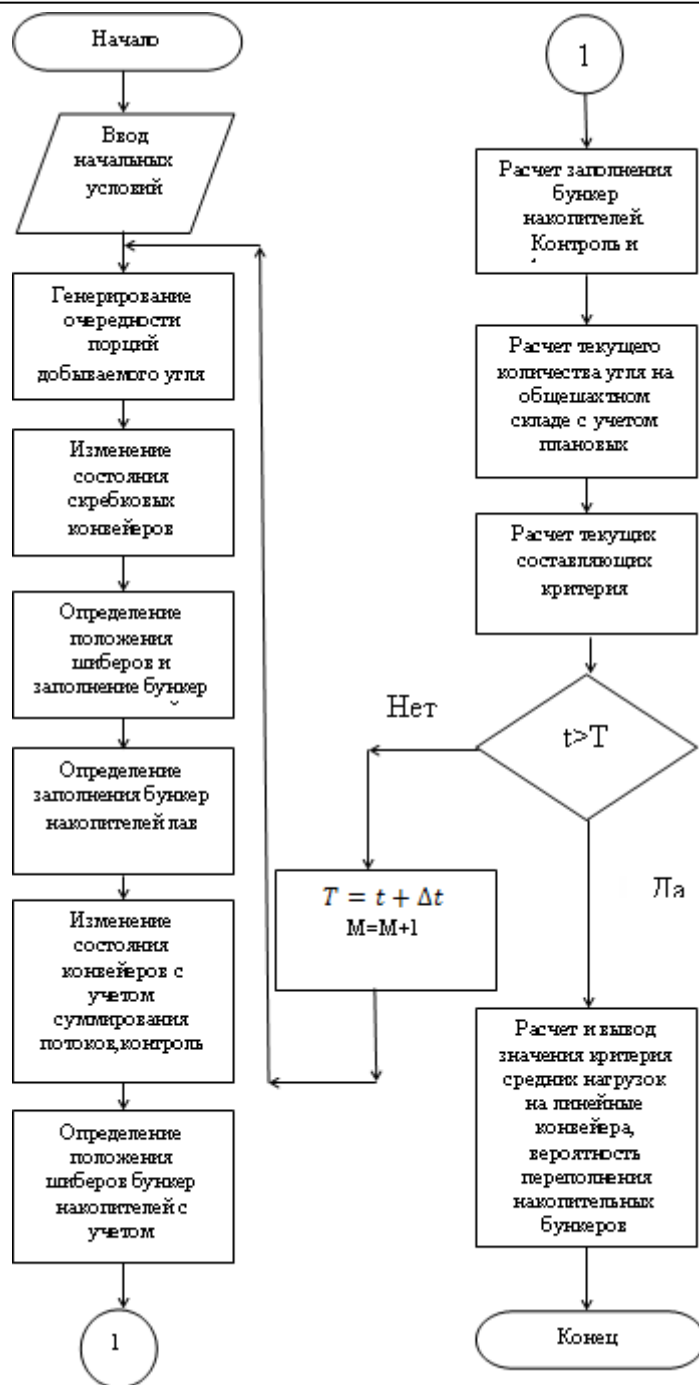 Начало
Ввод
начальных
условий
Генерирование
очередности
порций
добываемого угля
Изменение
состояния
скребковых
конвейеров
Определение
положения
шиберов и
заполнение бункер
Определение
заполнения бункер
накопителей лав
Изменение
состояния
конвейеров с
учетом
суммирования
потоков,контроль
Определение
положения
шиберов бункер
накопителей с
учетом
1
1
Расчет заполнения
бункер
накопителей.
Контроль и
Расчет текущего
количества угля на
общешахтном
складе с учетом
плановых
Расчет текущих
составляющих
критерия
t>T
Нет
T = t + Δt
M=M+1
Да
Расчет и вывод
значения критерия
средних нагрузок
на линейные
конвейера,
вероятность
переполнения
накопительных
бункеров
Конец